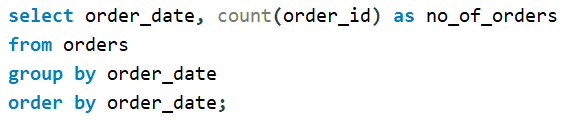 select order_date, count(order_id) as no_of_orders
from orders
group by order_date
order by order_date;